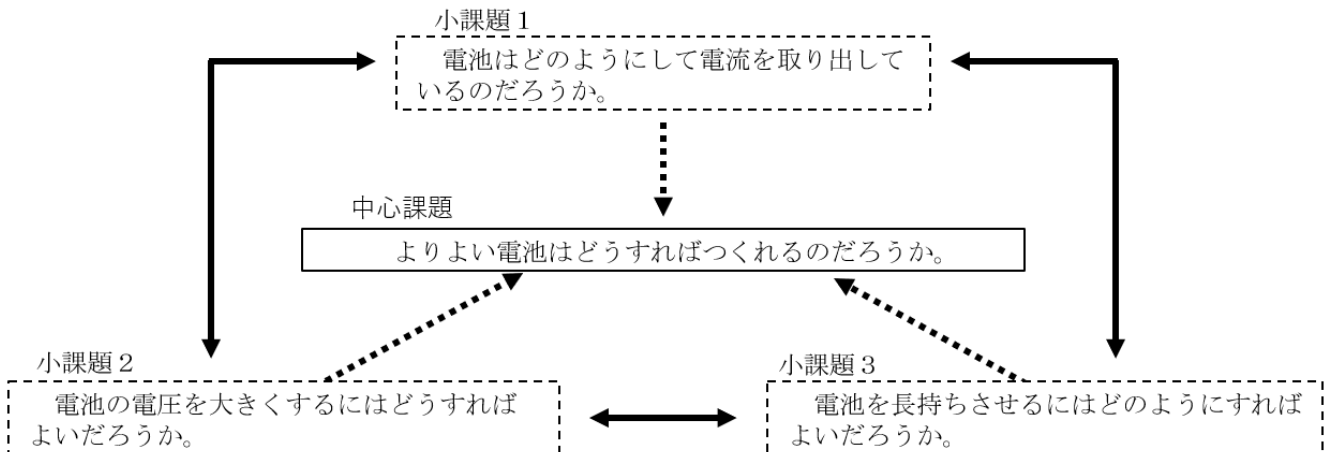 小課題１
　電池はどのようにして電流を取り出して
いるのだろうか。
中心課題
よりよい電池はどうすればつくれるのだろうか。
小課題２
　電池の電圧を大きくするにはどうすれば
よいだろうか。
小課題３
　電池を長持ちさせるにはどのようにすれば
よいだろうか。